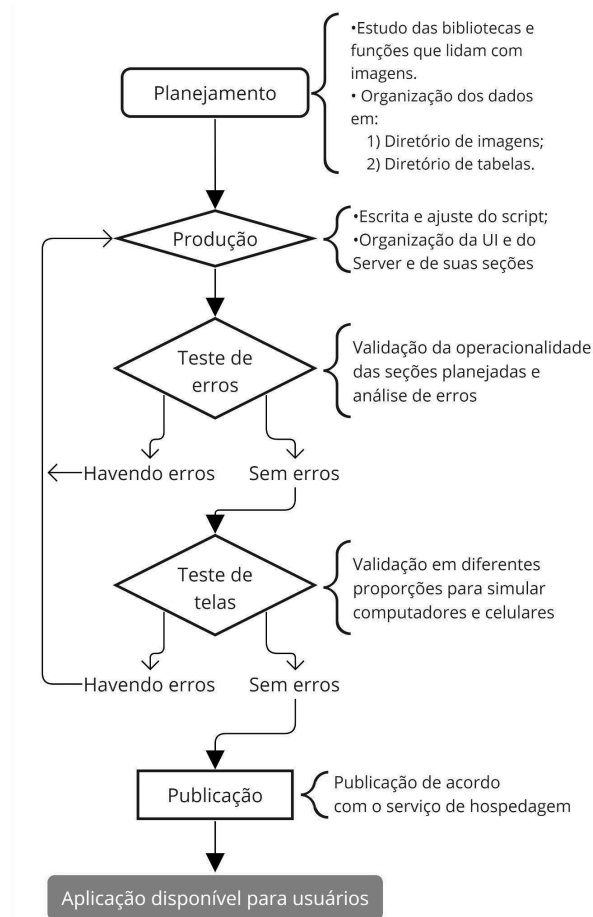 Planejamento
•Estudo das bibliotecas e
funções que lidam com
imagens.
• Organização dos dados
em:
1) Diretório de imagens;
2) Diretório de tabelas.
Produção
•Escrita e ajuste do script;
•Organização da UI e do
Server e de suas seções
Teste de
erros
Validação da operacionalidade
das seções planejadas e
análise de erros
Havendo erros
Sem erros
Teste de
telas
Validação em diferentes
proporções para simular
computadores e celulares
Havendo erros
Sem erros
Publicação
Publicação de acordo
com o serviço de hospedagem
Aplicação disponível para usuários